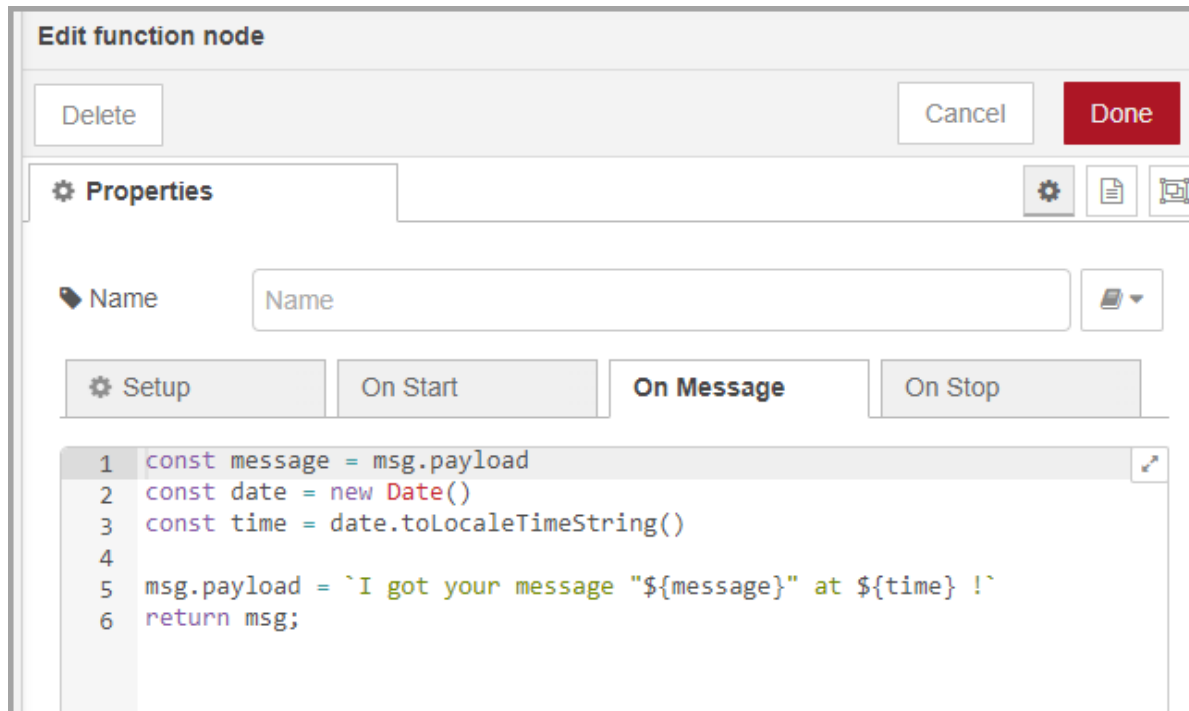 Edit function node
Delete
Cancel
Done
Properties
Name
Name
Setup
On Start
On Message
On Stop
1 const message = msg.payload
2 const date = new Date()
3 const time = date.toLocaleTimeString()
4
5 msg.payload = `I got your message "${message}" at ${time} !`
6 return msg;